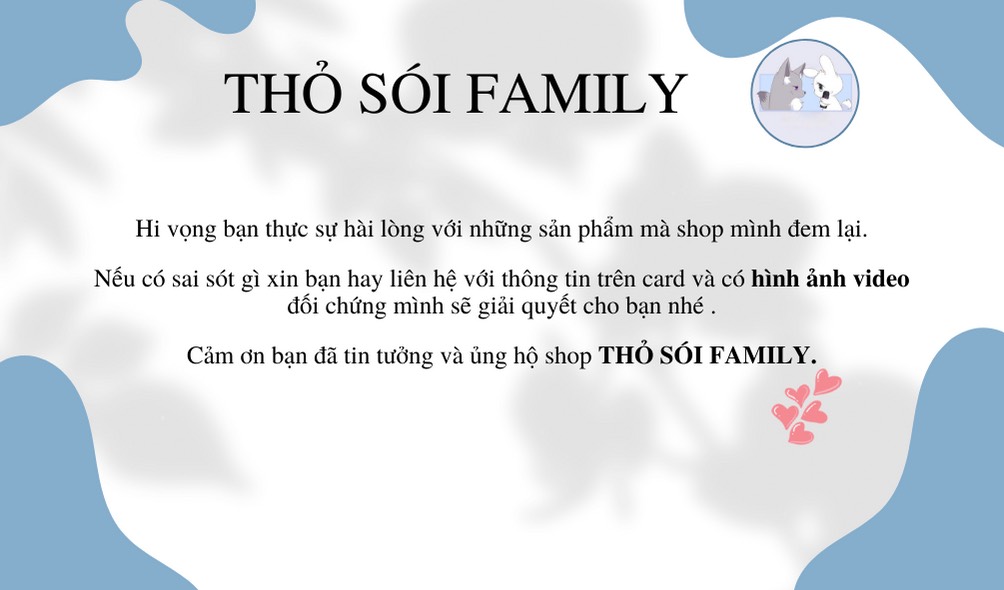 THỎ SÓI FAMILY
Hi vọng bạn thực sự hài lòng với những sản phẩm mà shop mình đem lại.
Nếu có sai sót gì xin bạn hay liên hệ với thông tin trên card và có hình ảnh video
đối chứng mình sẽ giải quyết cho bạn nhé .
Cảm ơn bạn đã tin tưởng và ủng hộ shop THỎ SÓI FAMILY.